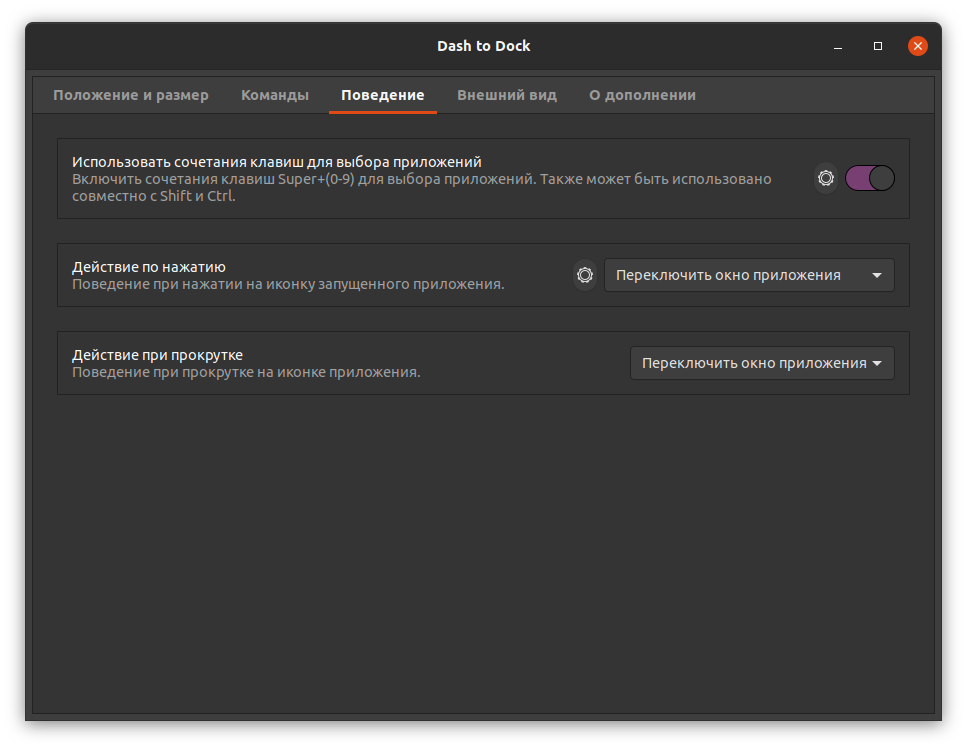 Dash to Dock
Положение и размер
Команды
Поведение
Внешний вид
О дополнении
Использовать сочетания клавиш для выбора приложений
Включить сочетания клавиш Super+(0-9) для выбора приложений. Также может быть использовано
совместно с Shift и Ctrl.
Действие по нажатию
Поведение при нажатии на иконку запущенного приложения.
Переключить окно приложения
Действие при прокрутке
Поведение при прокрутке на иконке приложения.
Переключить окно приложения